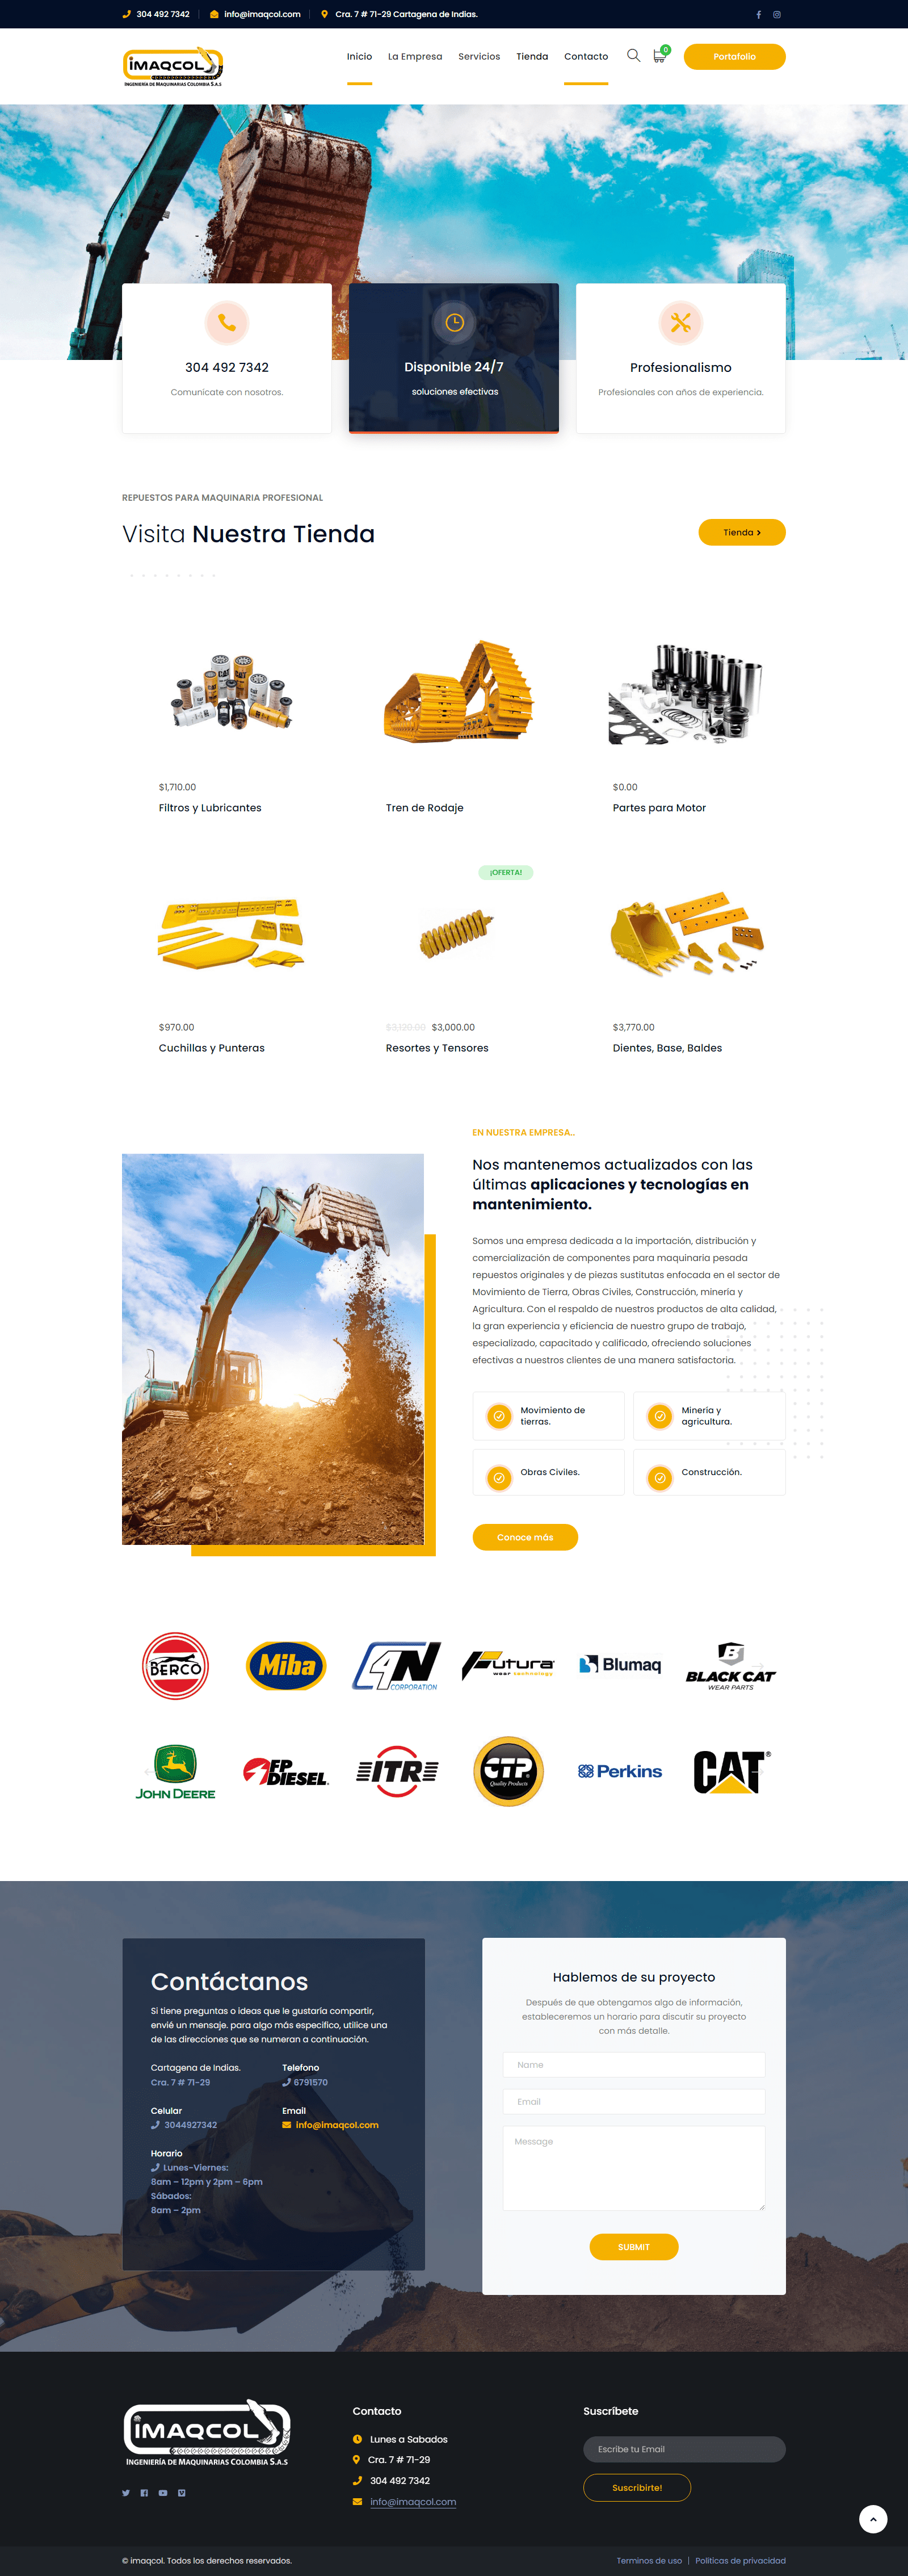 304 492 7342
info@imaqcol.com
Cra. 7 # 71-29 Cartagena de Indias.
IMAQCOL
INGENIERÍA DE MAQUINARIAS COLOMBIA S.A.S
Inicio
La Empresa
Servicios
Tienda
Contacto
0
Portafolio
304 492 7342
Comunícate con nosotros.
Disponible 24/7
soluciones efectivas
Profesionalismo
Profesionales con años de experiencia.
REPUESTOS PARA MAQUINARIA PROFESIONAL
Visita Nuestra Tienda
Tienda
$1,710.00
Filtros y Lubricantes
Tren de Rodaje
$0.00
Partes para Motor
¡OFERTA!
$970.00
Cuchillas y Punteras
$3,120.00 $3,000.00
Resortes y Tensores
$3,770.00
Dientes, Base, Baldes
EN NUESTRA EMPRESA..
Nos mantenemos actualizados con las
últimas aplicaciones y tecnologías en
mantenimiento.
Somos una empresa dedicada a la importación, distribución y
comercialización de componentes para maquinaria pesada
repuestos originales y de piezas sustitutas enfocada en el sector de
Movimiento de Tierra, Obras Civiles, Construcción, minería y
Agricultura. Con el respaldo de nuestros productos de alta calidad,
la gran experiencia y eficiencia de nuestro grupo de trabajo,
especializado, capacitado y calificado, ofreciendo soluciones
efectivas a nuestros clientes de una manera satisfactoria.
Movimiento de
tierras.
Minería y
agricultura.
Obras Civiles.
Construcción.
Conoce más
BERCO
Miba
4N
CORPORATION
Futura
wear technology
Blumaq
B
BLACK CAT
WEAR PARTS
JOHN DEERE
FP
DIESEL
ITR
CTP
Quality Products
Perkins
CAT
Contáctanos
Si tiene preguntas o ideas que le gustaría compartir,
envíe un mensaje. para algo más específico, utilice una
de las direcciones que se numeran a continuación.
Cartagena de Indias.
Cra. 7 # 71-29
Telefono
6791570
Celular
3044927342
Email
info@imaqcol.com
Horario
Lunes-Viernes:
8am – 12pm y 2pm – 6pm
Sábados:
8am – 2pm
Hablemos de su proyecto
Después de que obtengamos algo de información,
estableceremos un horario para discutir su proyecto
con más detalle.
Name
Email
Message
SUBMIT
IMAQCOL
INGENIERÍA DE MAQUINARIAS COLOMBIA S.A.S
Contacto
Lunes a Sabados
Cra. 7 # 71-29
304 492 7342
info@imaqcol.com
Suscríbete
Escribe tu Email
Suscribirte!
© imaqcol. Todos los derechos reservados.
Terminos de uso
Politicas de privacidad